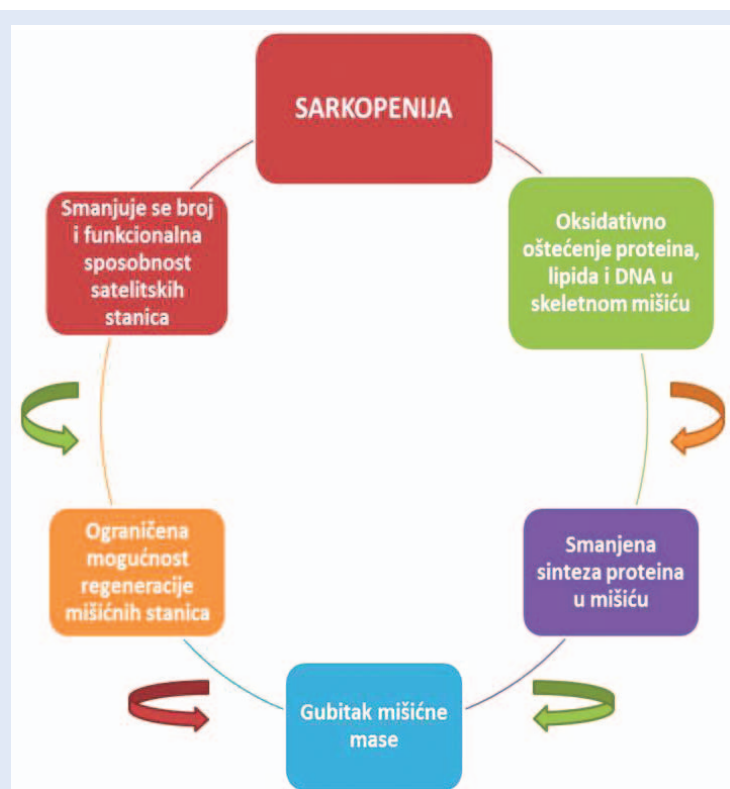 SARKOPENIJA
Smanjuje se broj
i funkcionalna
sposobnost
satelitskih
stanica
Oksidativno
oštećenje proteina,
lipida i DNA u
skeletnom mišiću
Ograničena
mogućnost
regeneracije
mišićnih stanica
Smanjena
sinteza proteina
u mišiću
Gubitak mišićne
mase